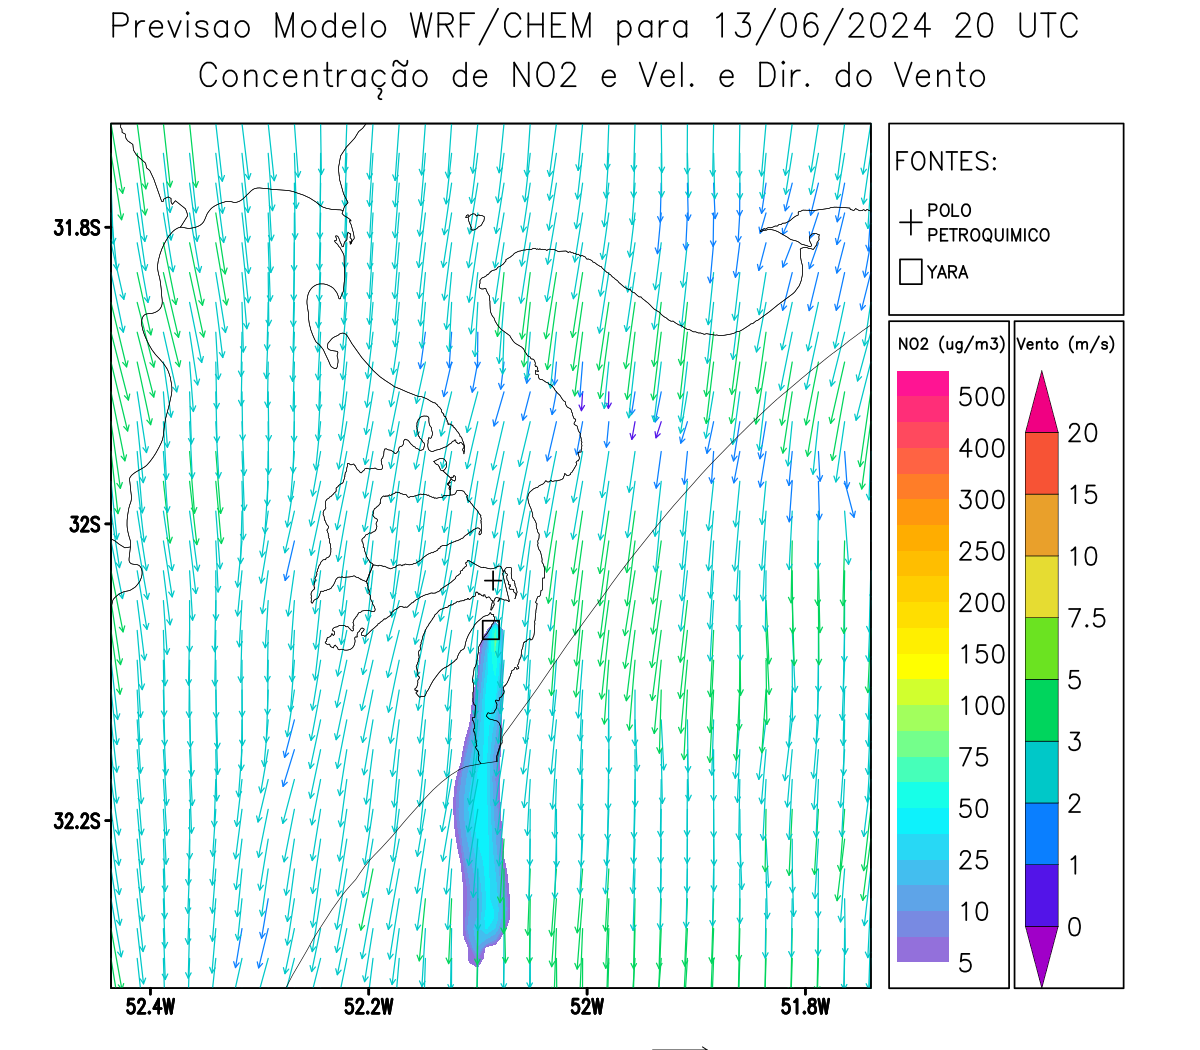 Previsao Modelo WRF/CHEM para 13/06/2024 20 UTC
Concentração de NO2 e Vel. e Dir. do Vento
FONTES:
POLO
PETROQUIMICO
YARA
NO2 (ug/m3)
500
400
300
250
200
150
100
75
50
25
10
5
Vento (m/s)
20
15
10
7.5
5
3
2
1
0
31.8S
32S
32.2S
52.4W
52.2W
52W
51.8W